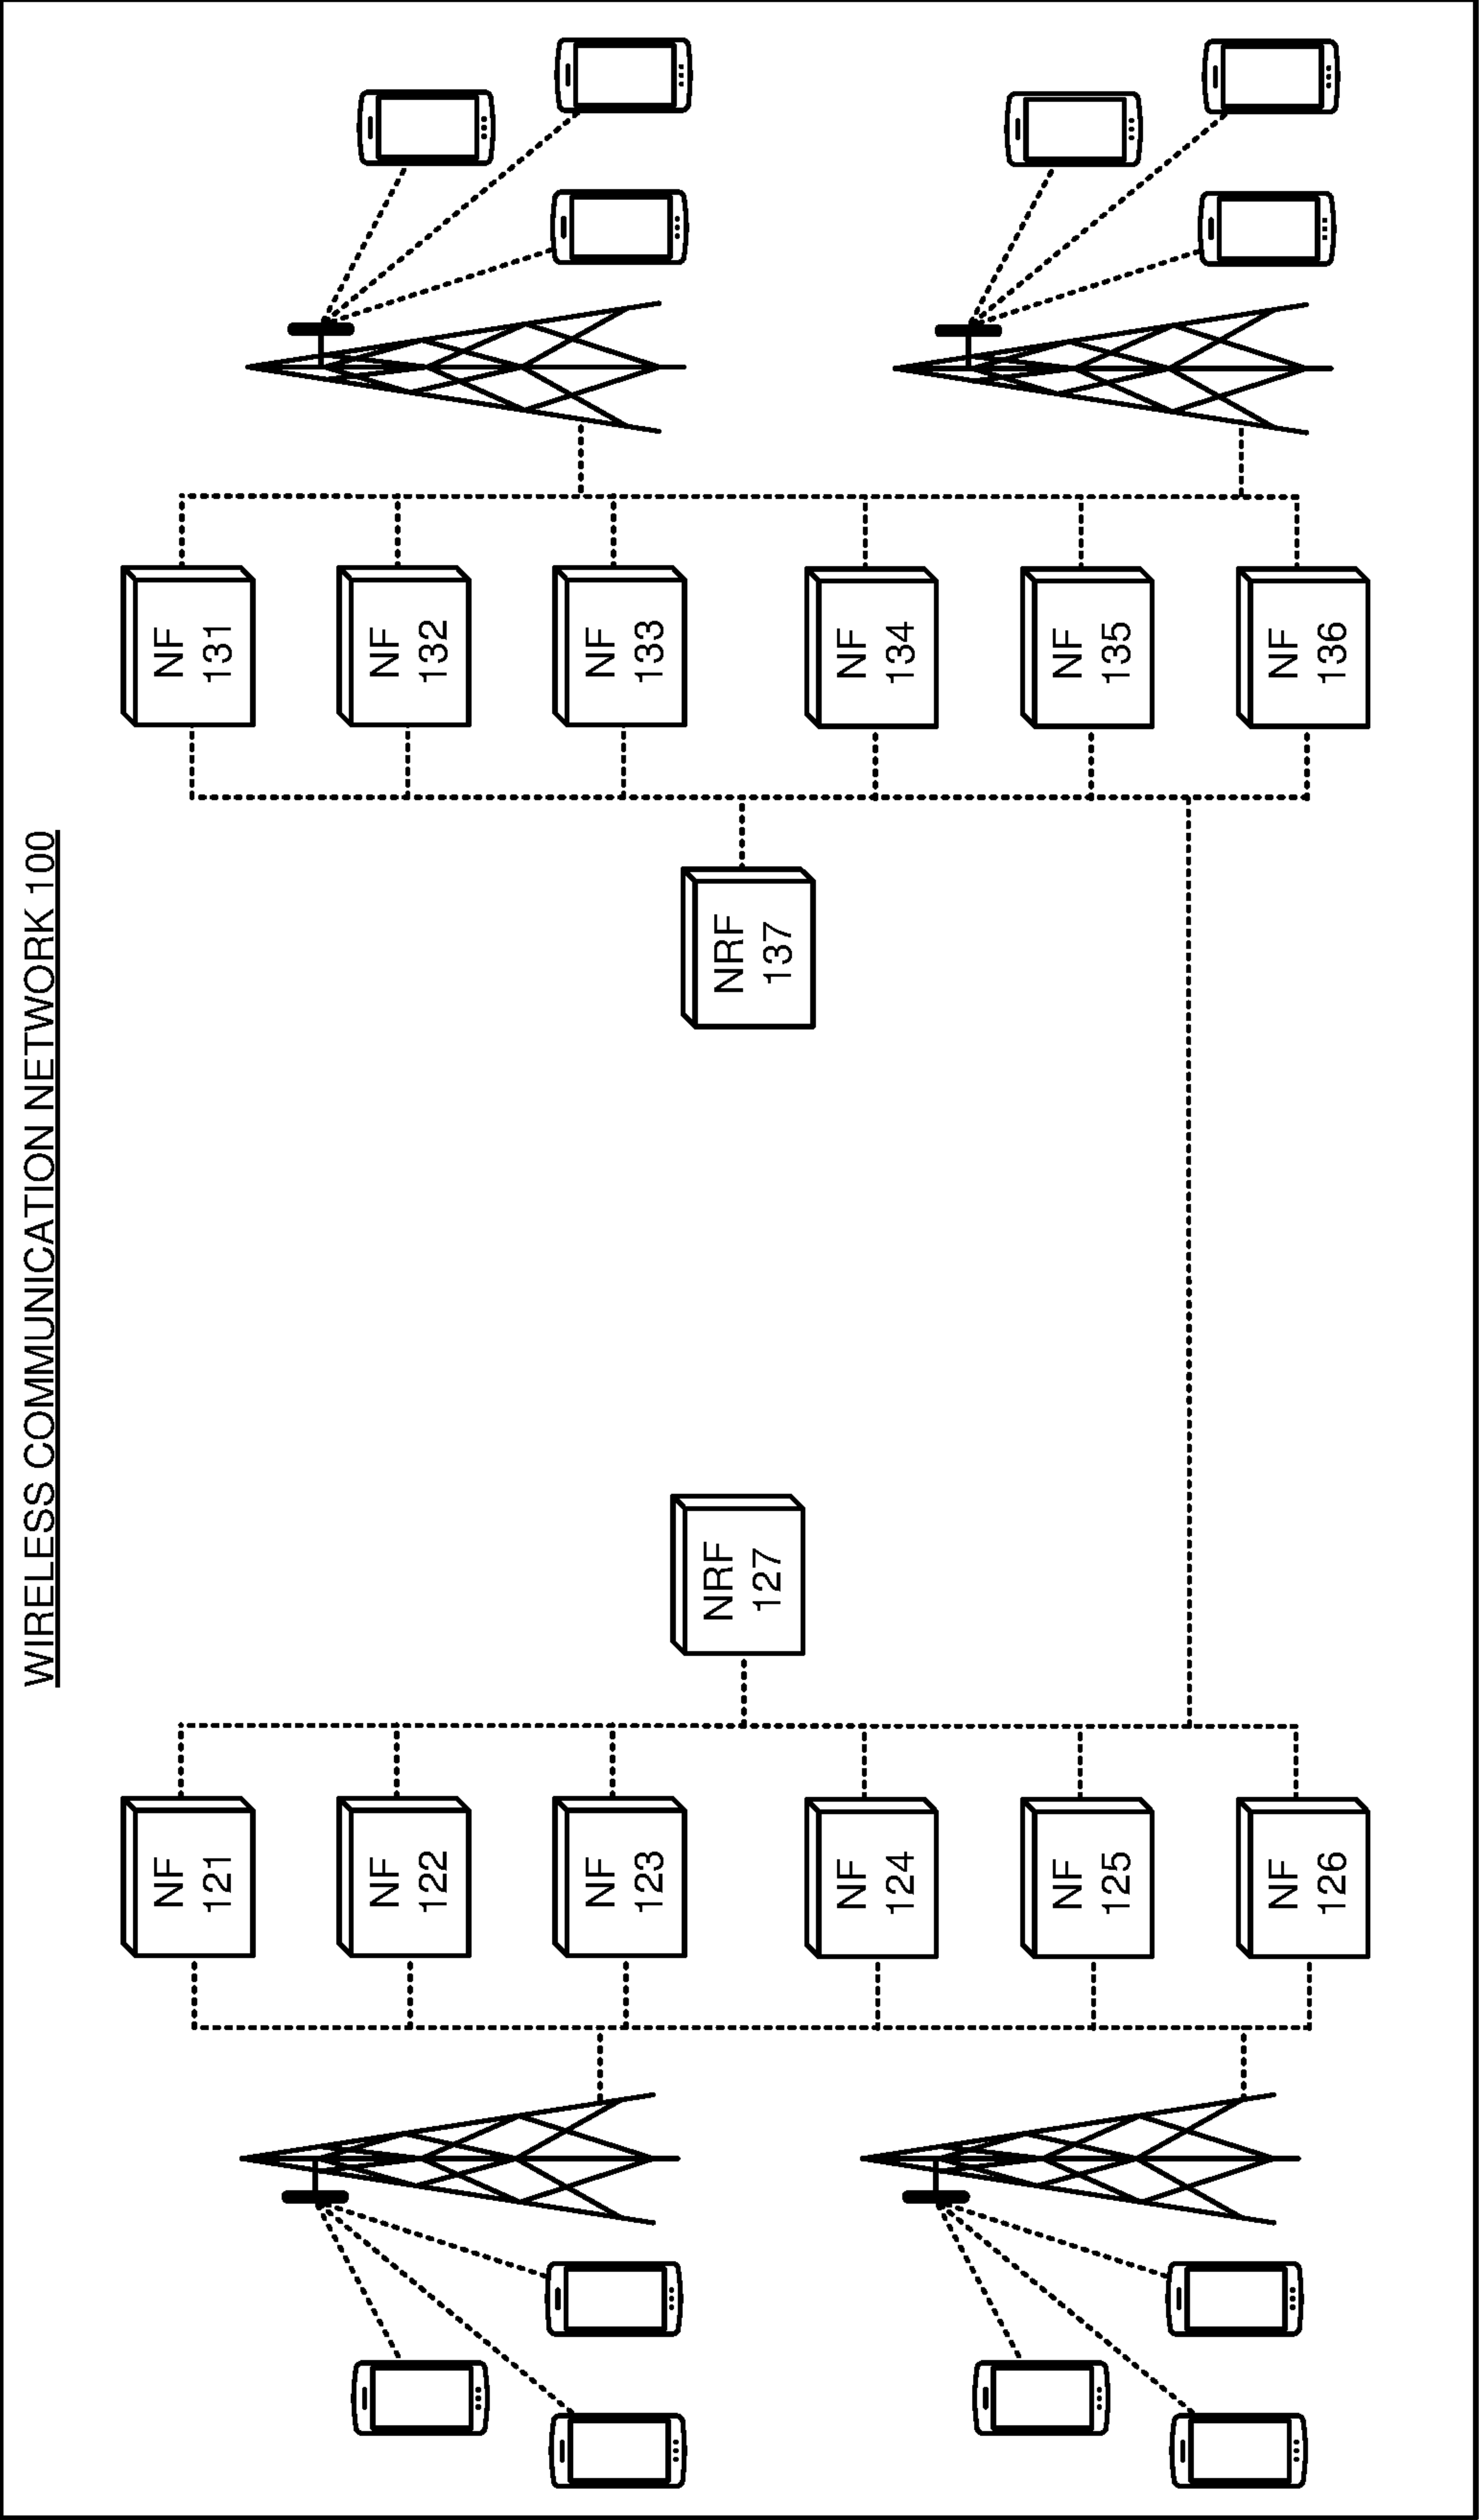 WIRELESS COMMUNICATION NETWORK 100
NF
121
NF
131
NF
122
NF
132
NF
123
NF
133
NRF
127
NRF
137
NF
124
NF
134
NF
125
NF
135
NF
126
NF
136